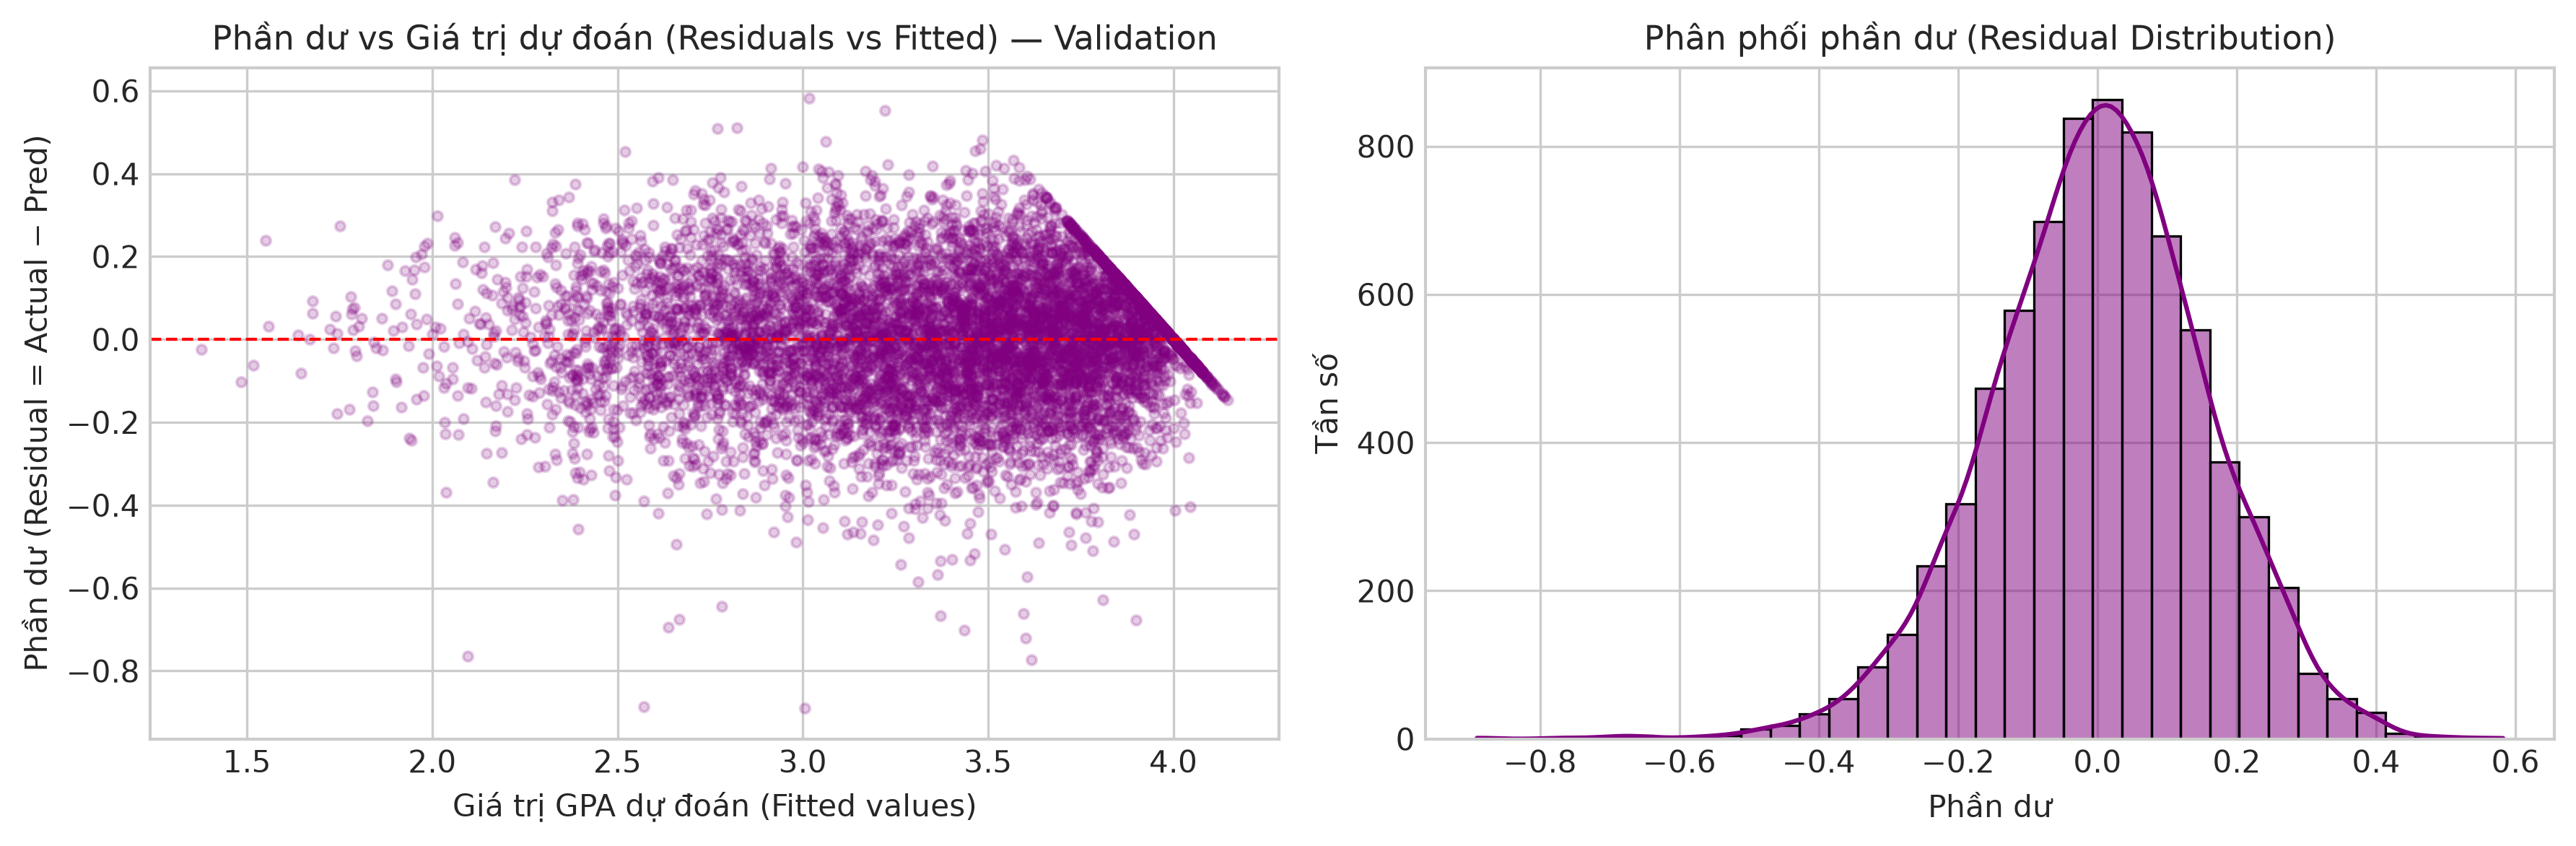 Phần dư vs Giá trị dự đoán (Residuals vs Fitted) — Validation
Phần dư (Residual = Actual − Pred)
0.6
0.4
0.2
0.0
−0.2
−0.4
−0.6
−0.8
1.5 2.0 2.5 3.0 3.5 4.0
Giá trị GPA dự đoán (Fitted values)
Phân phối phần dư (Residual Distribution)
Tần số
800
600
400
200
0
−0.8 −0.6 −0.4 −0.2 0.0 0.2 0.4 0.6
Phần dư